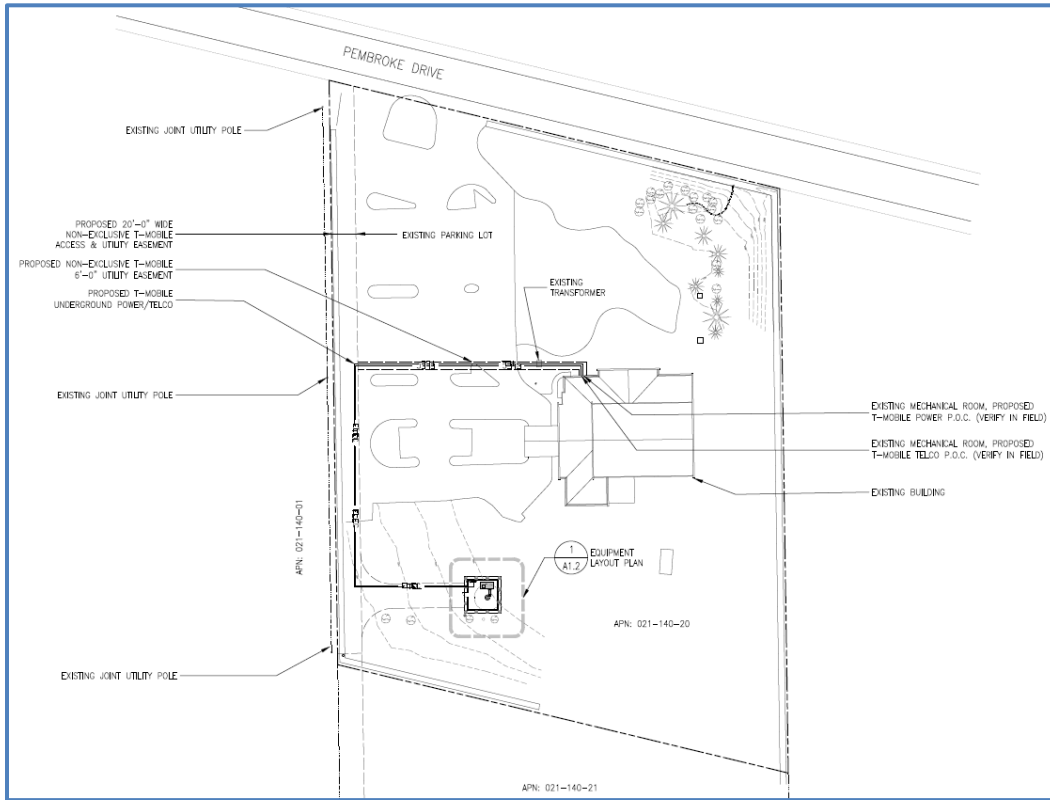 PEMBROKE DRIVE
EXISTING JOINT UTILITY POLE
PROPOSED 20'-0" WIDE
NON-EXCLUSIVE T-MOBILE
ACCESS & UTILITY EASEMENT
EXISTING PARKING LOT
PROPOSED NON-EXCLUSIVE T-MOBILE
6'-0" UTILITY EASEMENT
PROPOSED T-MOBILE
UNDERGROUND POWER/TELCO
EXISTING
TRANSFORMER
EXISTING JOINT UTILITY POLE
EXISTING MECHANICAL ROOM, PROPOSED
T-MOBILE POWER P.O.C. (VERIFY IN FIELD)
EXISTING MECHANICAL ROOM, PROPOSED
T-MOBILE TELCO P.O.C. (VERIFY IN FIELD)
EXISTING BUILDING
APN: 021-140-01
1
A1.2
EQUIPMENT
LAYOUT PLAN
APN: 021-140-20
EXISTING JOINT UTILITY POLE
APN: 021-140-21